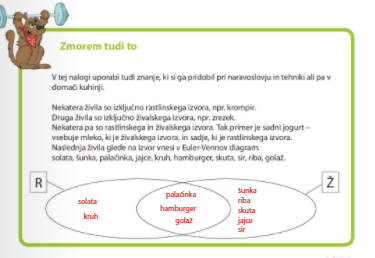 Zmorem tudi to
V tej nalogi uporabi tudi znanje, ki si ga pridobil pri naravoslovju in tehniki ali pa v
domači kuhinji.
Nekatera živila so izključno rastlinskega izvora, npr. krompir.
Druga živila so izključno živalskega izvora, npr. zrezek.
Nekatera pa so rastlinskega in živalskega izvora. Tak primer je sadni jogurt –
vsebuje mleko, ki je živalskega izvora, in sadje, ki je rastlinskega izvora.
Naslednja živila glede na izvor vnesi v Euler-Vennov diagram:
solata, šunka, palačinka, jajce, kruh, hamburger, skuta, sir, riba, golaž.
R
Ž
solata
kruh
palačinka
hamburger
golaž
šunka
riba
skuta
jajce
sir